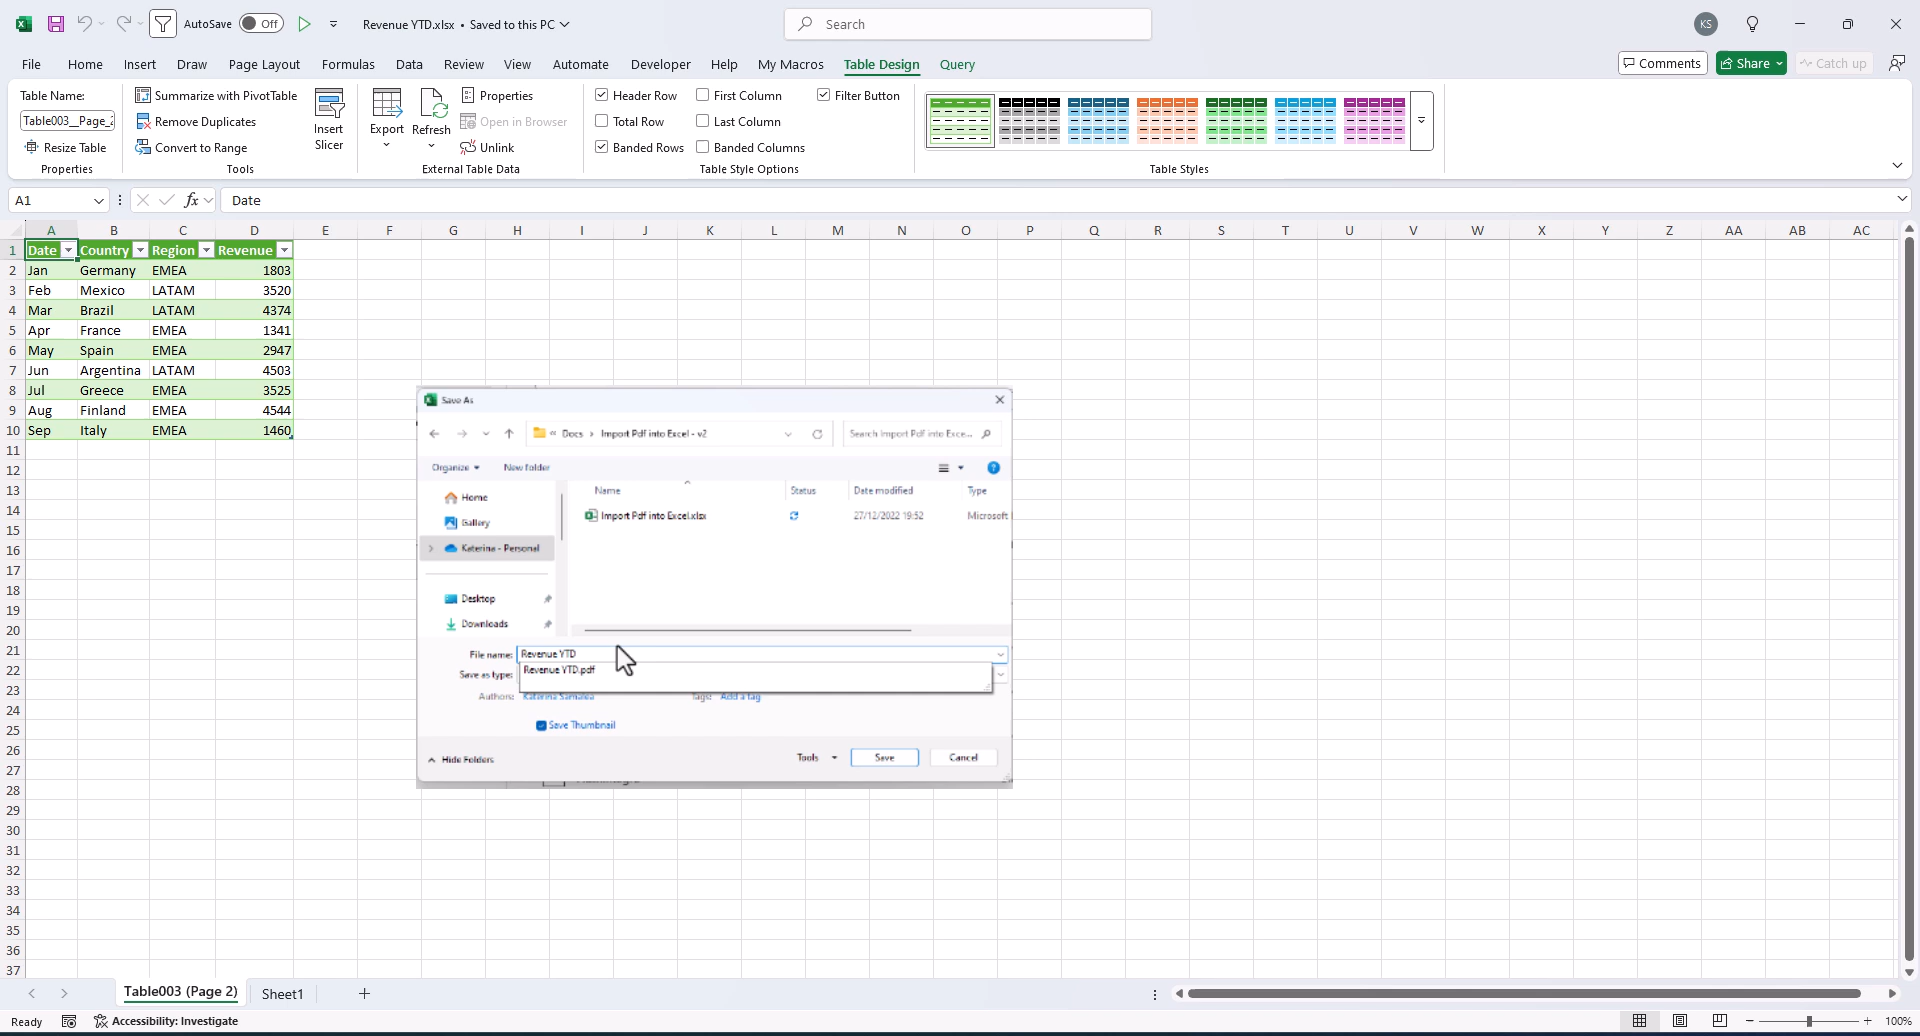 AutoSave Off Revenue YTD.xlsx • Saved to this PC Search KS
File Home Insert Draw Page Layout Formulas Data Review View Automate Developer Help My Macros Table Design Query Comments Share Catch up
Table Name:
Table003__Page_2
Resize Table
Properties
Summarize with PivotTable
Remove Duplicates
Convert to Range
Tools
Insert
Slicer
Export
Refresh
Properties
Open in Browser
Unlink
External Table Data
Header Row First Column Filter Button
Total Row Last Column
Banded Rows Banded Columns
Table Style Options
Table Styles
A1 fx Date
A B C D E F G H I J K L M N O P Q R S T U V W X Y Z AA AB AC
1 Date Country Region Revenue
2 Jan Germany EMEA 1803
3 Feb Mexico LATAM 3520
4 Mar Brazil LATAM 4374
5 Apr France EMEA 1341
6 May Spain EMEA 2947
7 Jun Argentina LATAM 4503
8 Jul Greece EMEA 3525
9 Aug Finland EMEA 4544
10 Sep Italy EMEA 1460
11
12
13
14
15
16
17
18
19
20
21
22
23
24
25
26
27
28
29
30
31
32
33
34
35
36
37
Save As
« Docs › Import Pdf into Excel - v2 Search Import Pdf into Exce...
Organize New folder
Home
Gallery
Katerina - Personal
Desktop
Downloads
Name Status Date modified Type
Import Pdf into Excel.xlsx 27/12/2022 19:52 Microsoft
File name: Revenue YTD
Revenue YTD.pdf
Save as type:
Authors: Katerina Samalea Tags: Add a tag
Save Thumbnail
Hide Folders Tools Save Cancel
Table003 (Page 2) Sheet1
Ready Accessibility: Investigate 100%